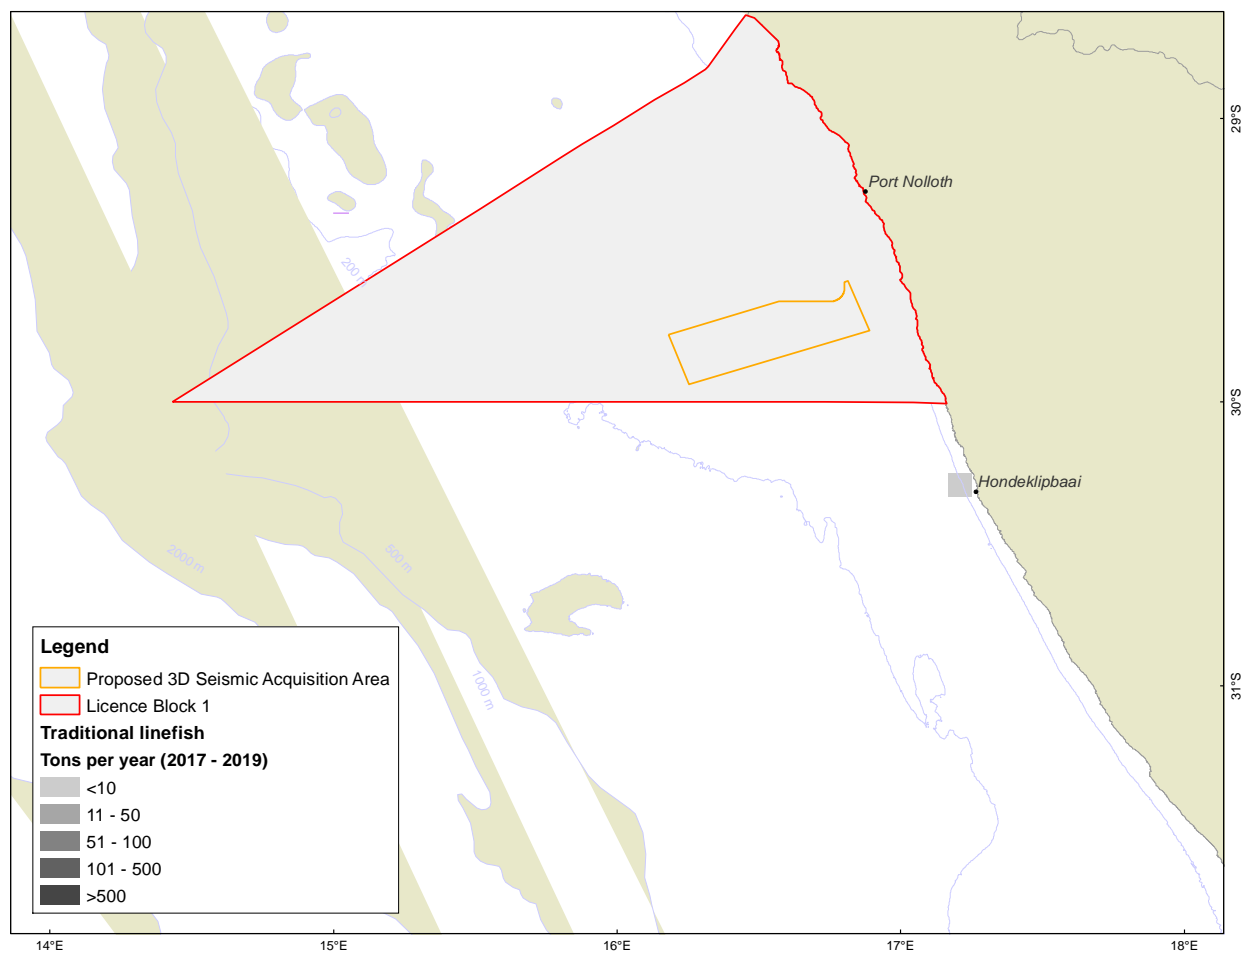 29°S
Port Nolloth
200 m
30°S
Hondeklipbaai
2000 m
500 m
1000 m
31°S
Legend
Proposed 3D Seismic Acquisition Area
Licence Block 1
Traditional linefish
Tons per year (2017 - 2019)
<10
11 - 50
51 - 100
101 - 500
>500
14°E
15°E
16°E
17°E
18°E